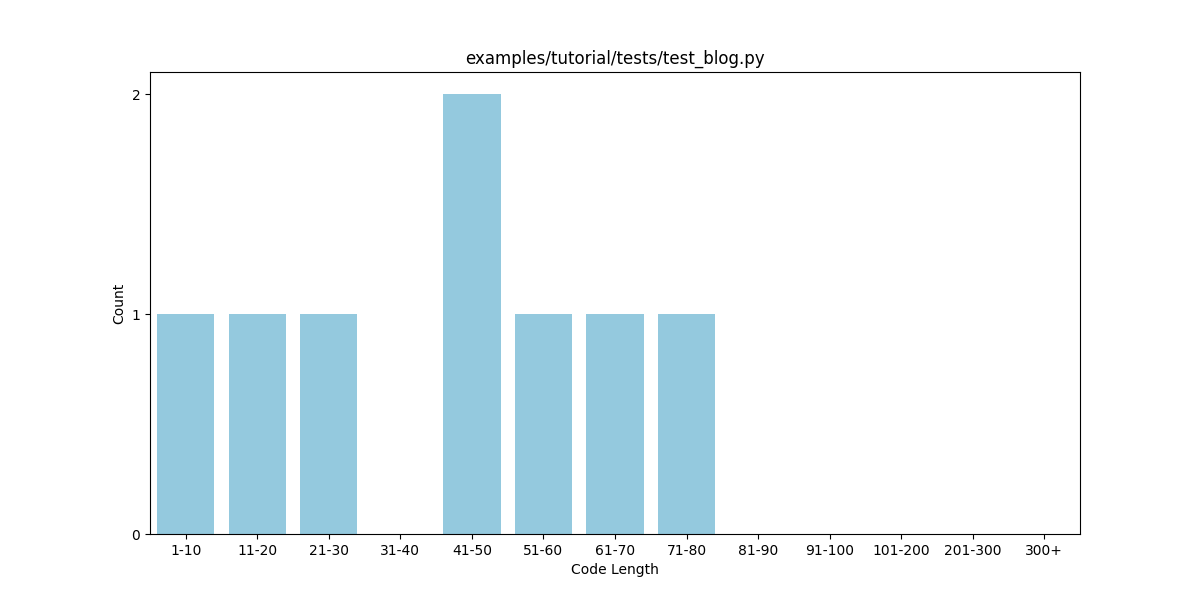 examples/tutorial/tests/test_blog.py
2
1
0
Count
1-10 11-20 21-30 31-40 41-50 51-60 61-70 71-80 81-90 91-100 101-200 201-300 300+
Code Length